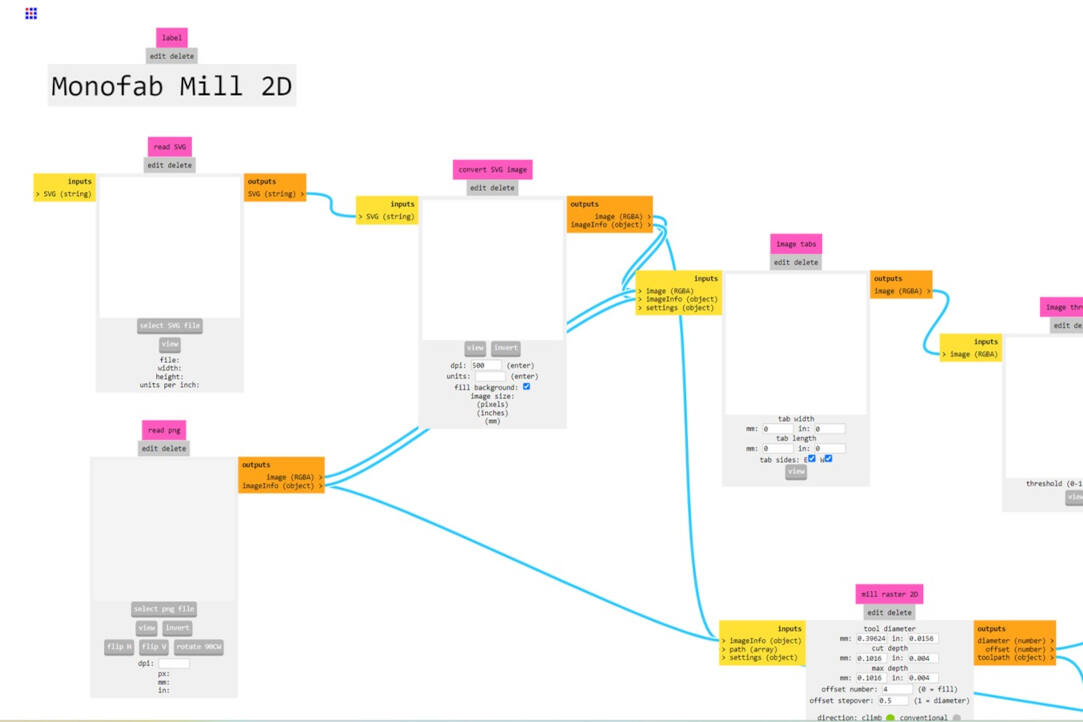 label
edit delete
Monofab Mill 2D
read SVG
edit delete
inputs
> SVG (string)
outputs
SVG (string) >
select SVG file
view
file:
width:
height:
units per inch:
convert SVG image
edit delete
inputs
> SVG (string)
outputs
image (RGBA) >
imageInfo (object) >
view invert
dpi: 500 (enter)
units: (enter)
fill background:
image size:
(pixels)
(inches)
(mm)
image tabs
edit delete
inputs
> image (RGBA)
> imageInfo (object)
> settings (object)
outputs
image (RGBA) >
tab width
mm: 0 in: 0
tab length
mm: 0 in: 0
tab sides: E W
view
image thr
edit de
inputs
> image (RGBA)
threshold (0-1
view
read png
edit delete
outputs
image (RGBA) >
imageInfo (object) >
select png file
view invert
flip H flip V rotate 90CW
dpi:
px:
mm:
in:
mill raster 2D
edit delete
inputs
> imageInfo (object)
> path (array)
> settings (object)
tool diameter
mm: 0.39624 in: 0.0156
cut depth
mm: 0.1016 in: 0.004
max depth
mm: 0.1016 in: 0.004
offset number: 4 (0 = fill)
offset stepover: 0.5 (1 = diameter)
direction: climb conventional
outputs
diameter (number) >
offset (number) >
toolpath (object) >